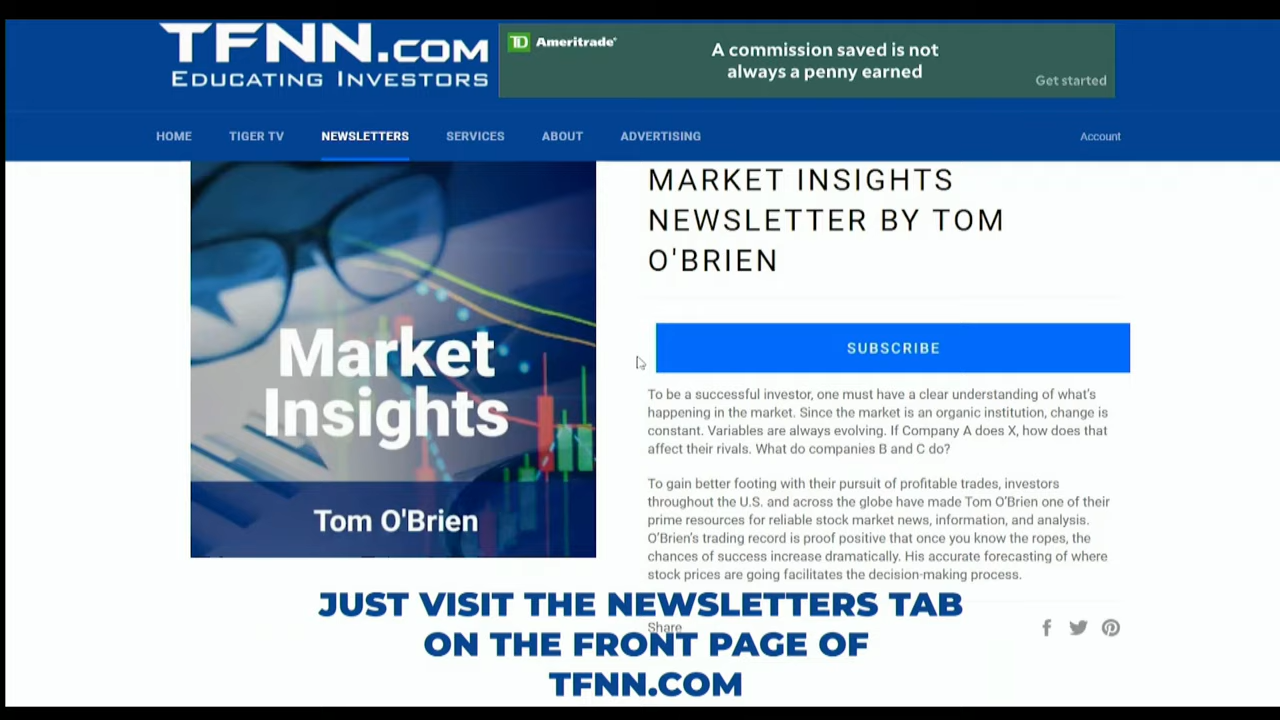 TFNN.COM
EDUCATING INVESTORS
TD Ameritrade
A commission saved is not
always a penny earned
Get started
HOME
TIGER TV
NEWSLETTERS
SERVICES
ABOUT
ADVERTISING
Account
Market
Insights
Tom O'Brien
MARKET INSIGHTS
NEWSLETTER BY TOM
O'BRIEN
SUBSCRIBE
To be a successful investor, one must have a clear understanding of what's
happening in the market. Since the market is an organic institution, change is
constant. Variables are always evolving. If Company A does X, how does that
affect their rivals. What do companies B and C do?
To gain better footing with their pursuit of profitable trades, investors
throughout the U.S. and across the globe have made Tom O'Brien one of their
prime resources for reliable stock market news, information, and analysis.
O'Brien's trading record is proof positive that once you know the ropes, the
chances of success increase dramatically. His accurate forecasting of where
stock prices are going facilitates the decision-making process.
Share
JUST VISIT THE NEWSLETTERS TAB
ON THE FRONT PAGE OF
TFNN.COM